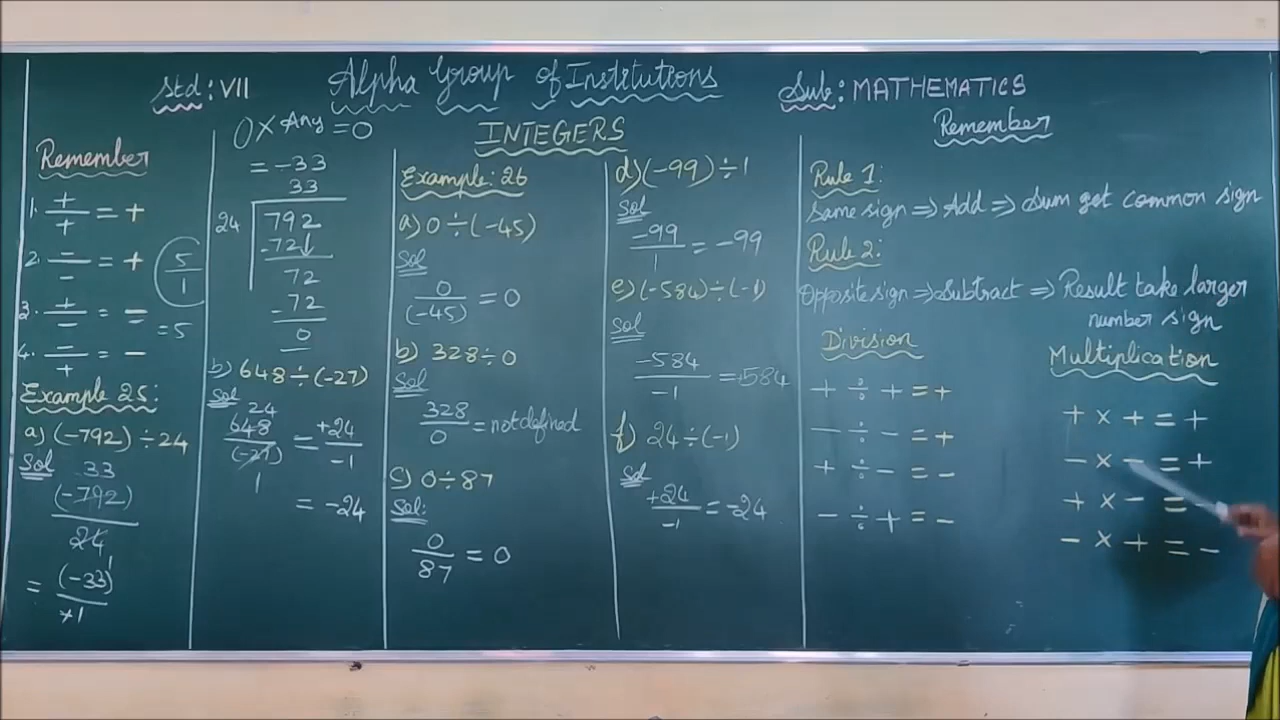 Std: VII
Alpha Group of Institutions
Sub: MATHEMATICS
INTEGERS
Remember
1. +/+ = +
2. -/- = +
3. +/- = -
4. -/+ = -
5/1
= 5
Example 25:
a) (-792) ÷ 24
Sol
33
(-792)
24
1
= (-33)
+1
0 × Any = 0
= -33
33
24 792
-72↓
72
-72
0
b) 648 ÷ (-27)
Sol
24
648/(-27) = +24/-1
1
= -24
Example: 26
a) 0 ÷ (-45)
Sol
0/(-45) = 0
b) 328 ÷ 0
Sol
328/0 = not defined
c) 0 ÷ 87
Sol:
0/87 = 0
d) (-99) ÷ 1
Sol
-99/1 = -99
e) (-584) ÷ (-1)
Sol
-584/-1 = +584
f) 24 ÷ (-1)
Sol
+24/-1 = -24
Remember
Rule 1:
Same sign ⇒ Add ⇒ Sum get common sign
Rule 2:
Opposite sign ⇒ Subtract ⇒ Result take larger
number sign
Division
+ ÷ + = +
- ÷ - = +
+ ÷ - = -
- ÷ + = -
Multiplication
+ × + = +
- × - = +
+ × - =
- × + = -